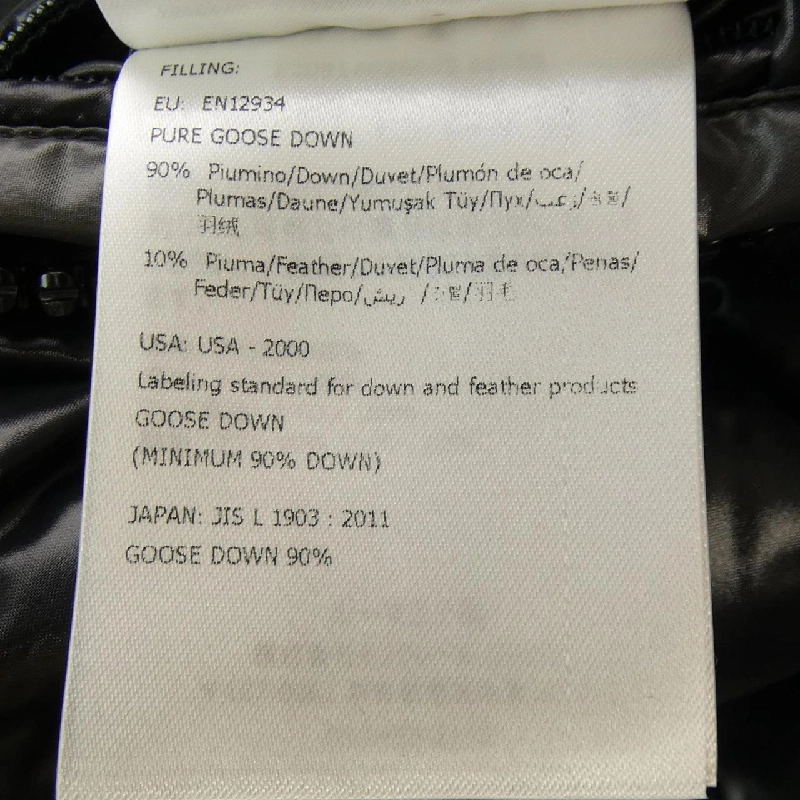 FILLING:
EU: EN12934
PURE GOOSE DOWN
90% Piumino/Down/Duvet/Plumón de oca/
Plumas/Daune/Yumuşak Tüy/Пух/زغب/
羽绒
10% Piuma/Feather/Duvet/Pluma de oca/Penas/
Feder/Tüy/Перо/ريش /羽毛
USA: USA - 2000
Labeling standard for down and feather products
GOOSE DOWN
(MINIMUM 90% DOWN)
JAPAN: JIS L 1903 : 2011
GOOSE DOWN 90%